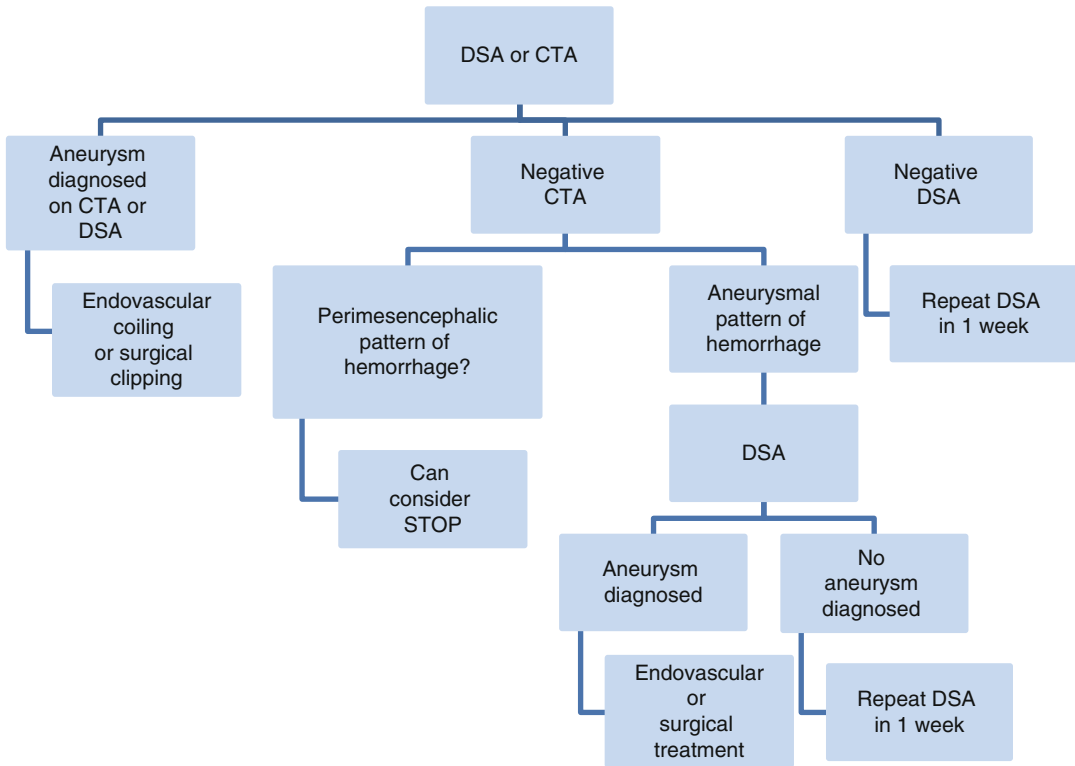 DSA or CTA
Aneurysm
diagnosed
on CTA or
DSA
Negative
CTA
Negative
DSA
Endovascular
coiling
or surgical
clipping
Perimesencephalic
pattern of
hemorrhage?
Aneurysmal
pattern of
hemorrhage
Repeat DSA
in 1 week
Can
consider
STOP
DSA
Aneurysm
diagnosed
No
aneurysm
diagnosed
Endovascular
or
surgical
treatment
Repeat DSA
in 1 week